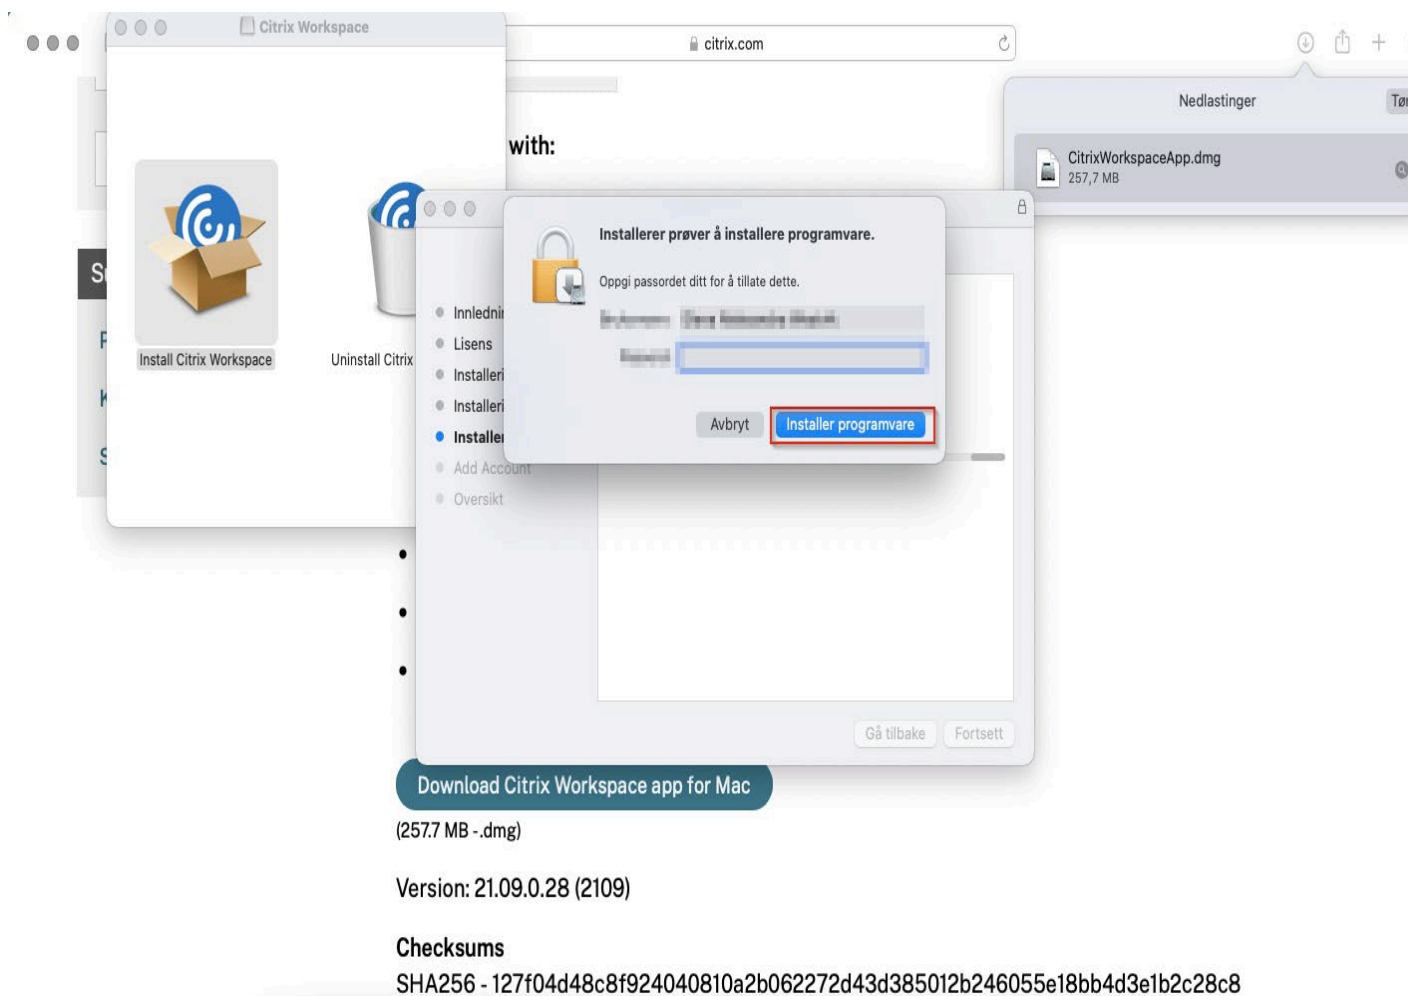 Citrix Workspace
citrix.com
Nedlastinger
CitrixWorkspaceApp.dmg
257,7 MB
with:
Install Citrix Workspace
Uninstall Citrix
Installerer prøver å installere programvare.
Oppgi passordet ditt for å tillate dette.
Avbryt
Installer programvare
Lisens
Add Account
Oversikt
Gå tilbake
Fortsett
Download Citrix Workspace app for Mac
(257.7 MB - .dmg)
Version: 21.09.0.28 (2109)
Checksums
SHA256 - 127f04d48c8f924040810a2b062272d43d385012b246055e18bb4d3e1b2c28c8